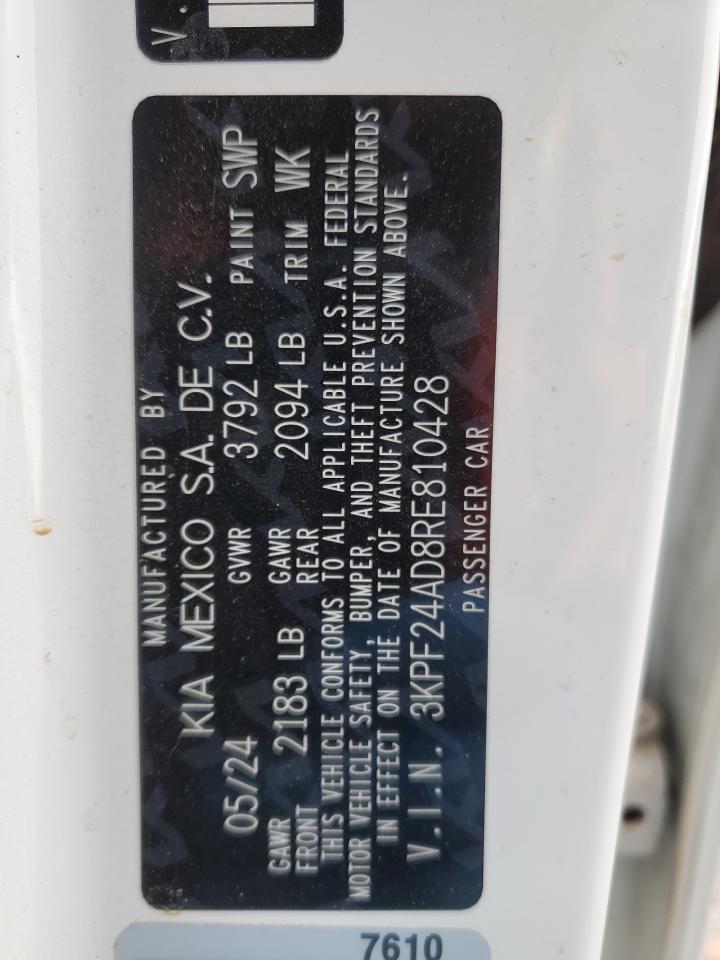 V.
MANUFACTURED BY
KIA MEXICO S.A. DE C.V.
05/24 GVWR 3792 LB PAINT SWP
GAWR FRONT 2183 LB GAWR REAR 2094 LB TRIM WK
THIS VEHICLE CONFORMS TO ALL APPLICABLE U.S.A. FEDERAL
MOTOR VEHICLE SAFETY, BUMPER, AND THEFT PREVENTION STANDARDS
IN EFFECT ON THE DATE OF MANUFACTURE SHOWN ABOVE.
V.I.N. 3KPF24AD8RE810428
PASSENGER CAR
7610